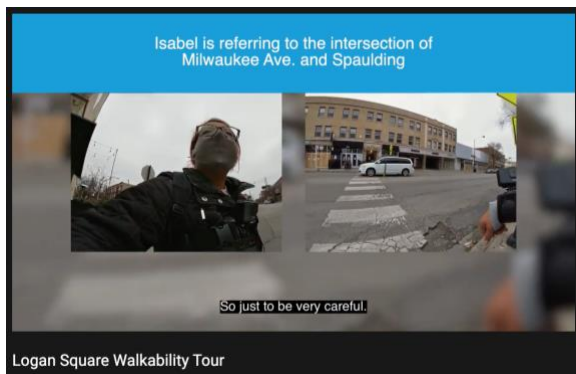 Isabel is referring to the intersection of
Milwaukee Ave. and Spaulding
So just to be very careful.
Logan Square Walkability Tour